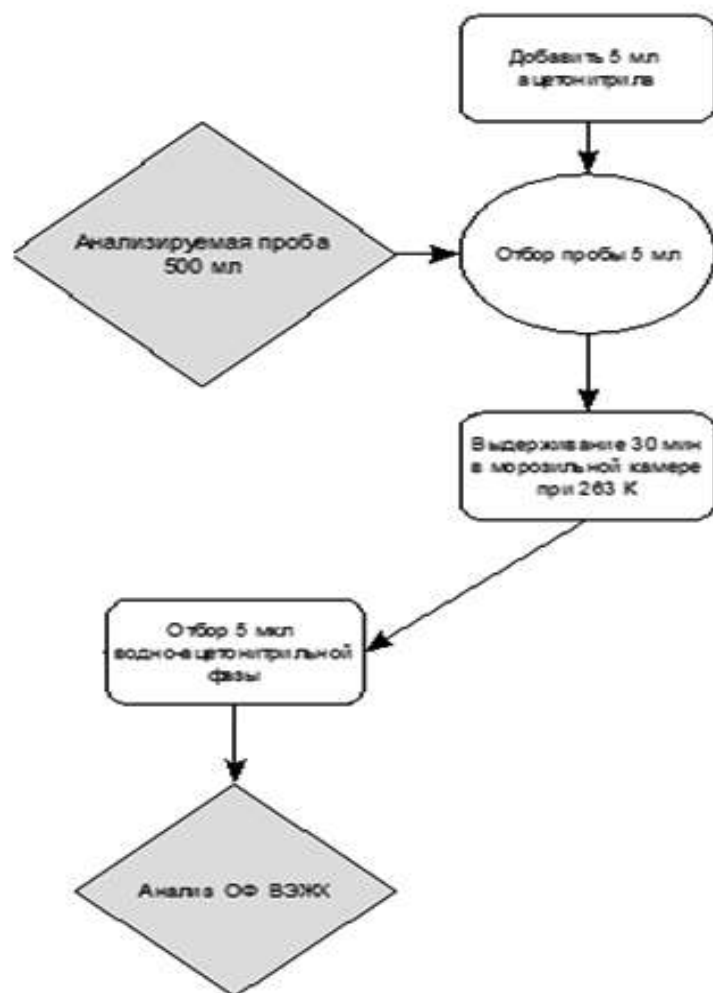 Добавить 5 мл
ацетонитрила
Анализируемая проба
500 мл
Отбор пробы 5 мл
Выдерживание 30 мин
в морозильной камере
при 263 К
Отбор 5 мкл
водно-ацетонитрильной
фазы
Анализ ОФ ВЭЖХ